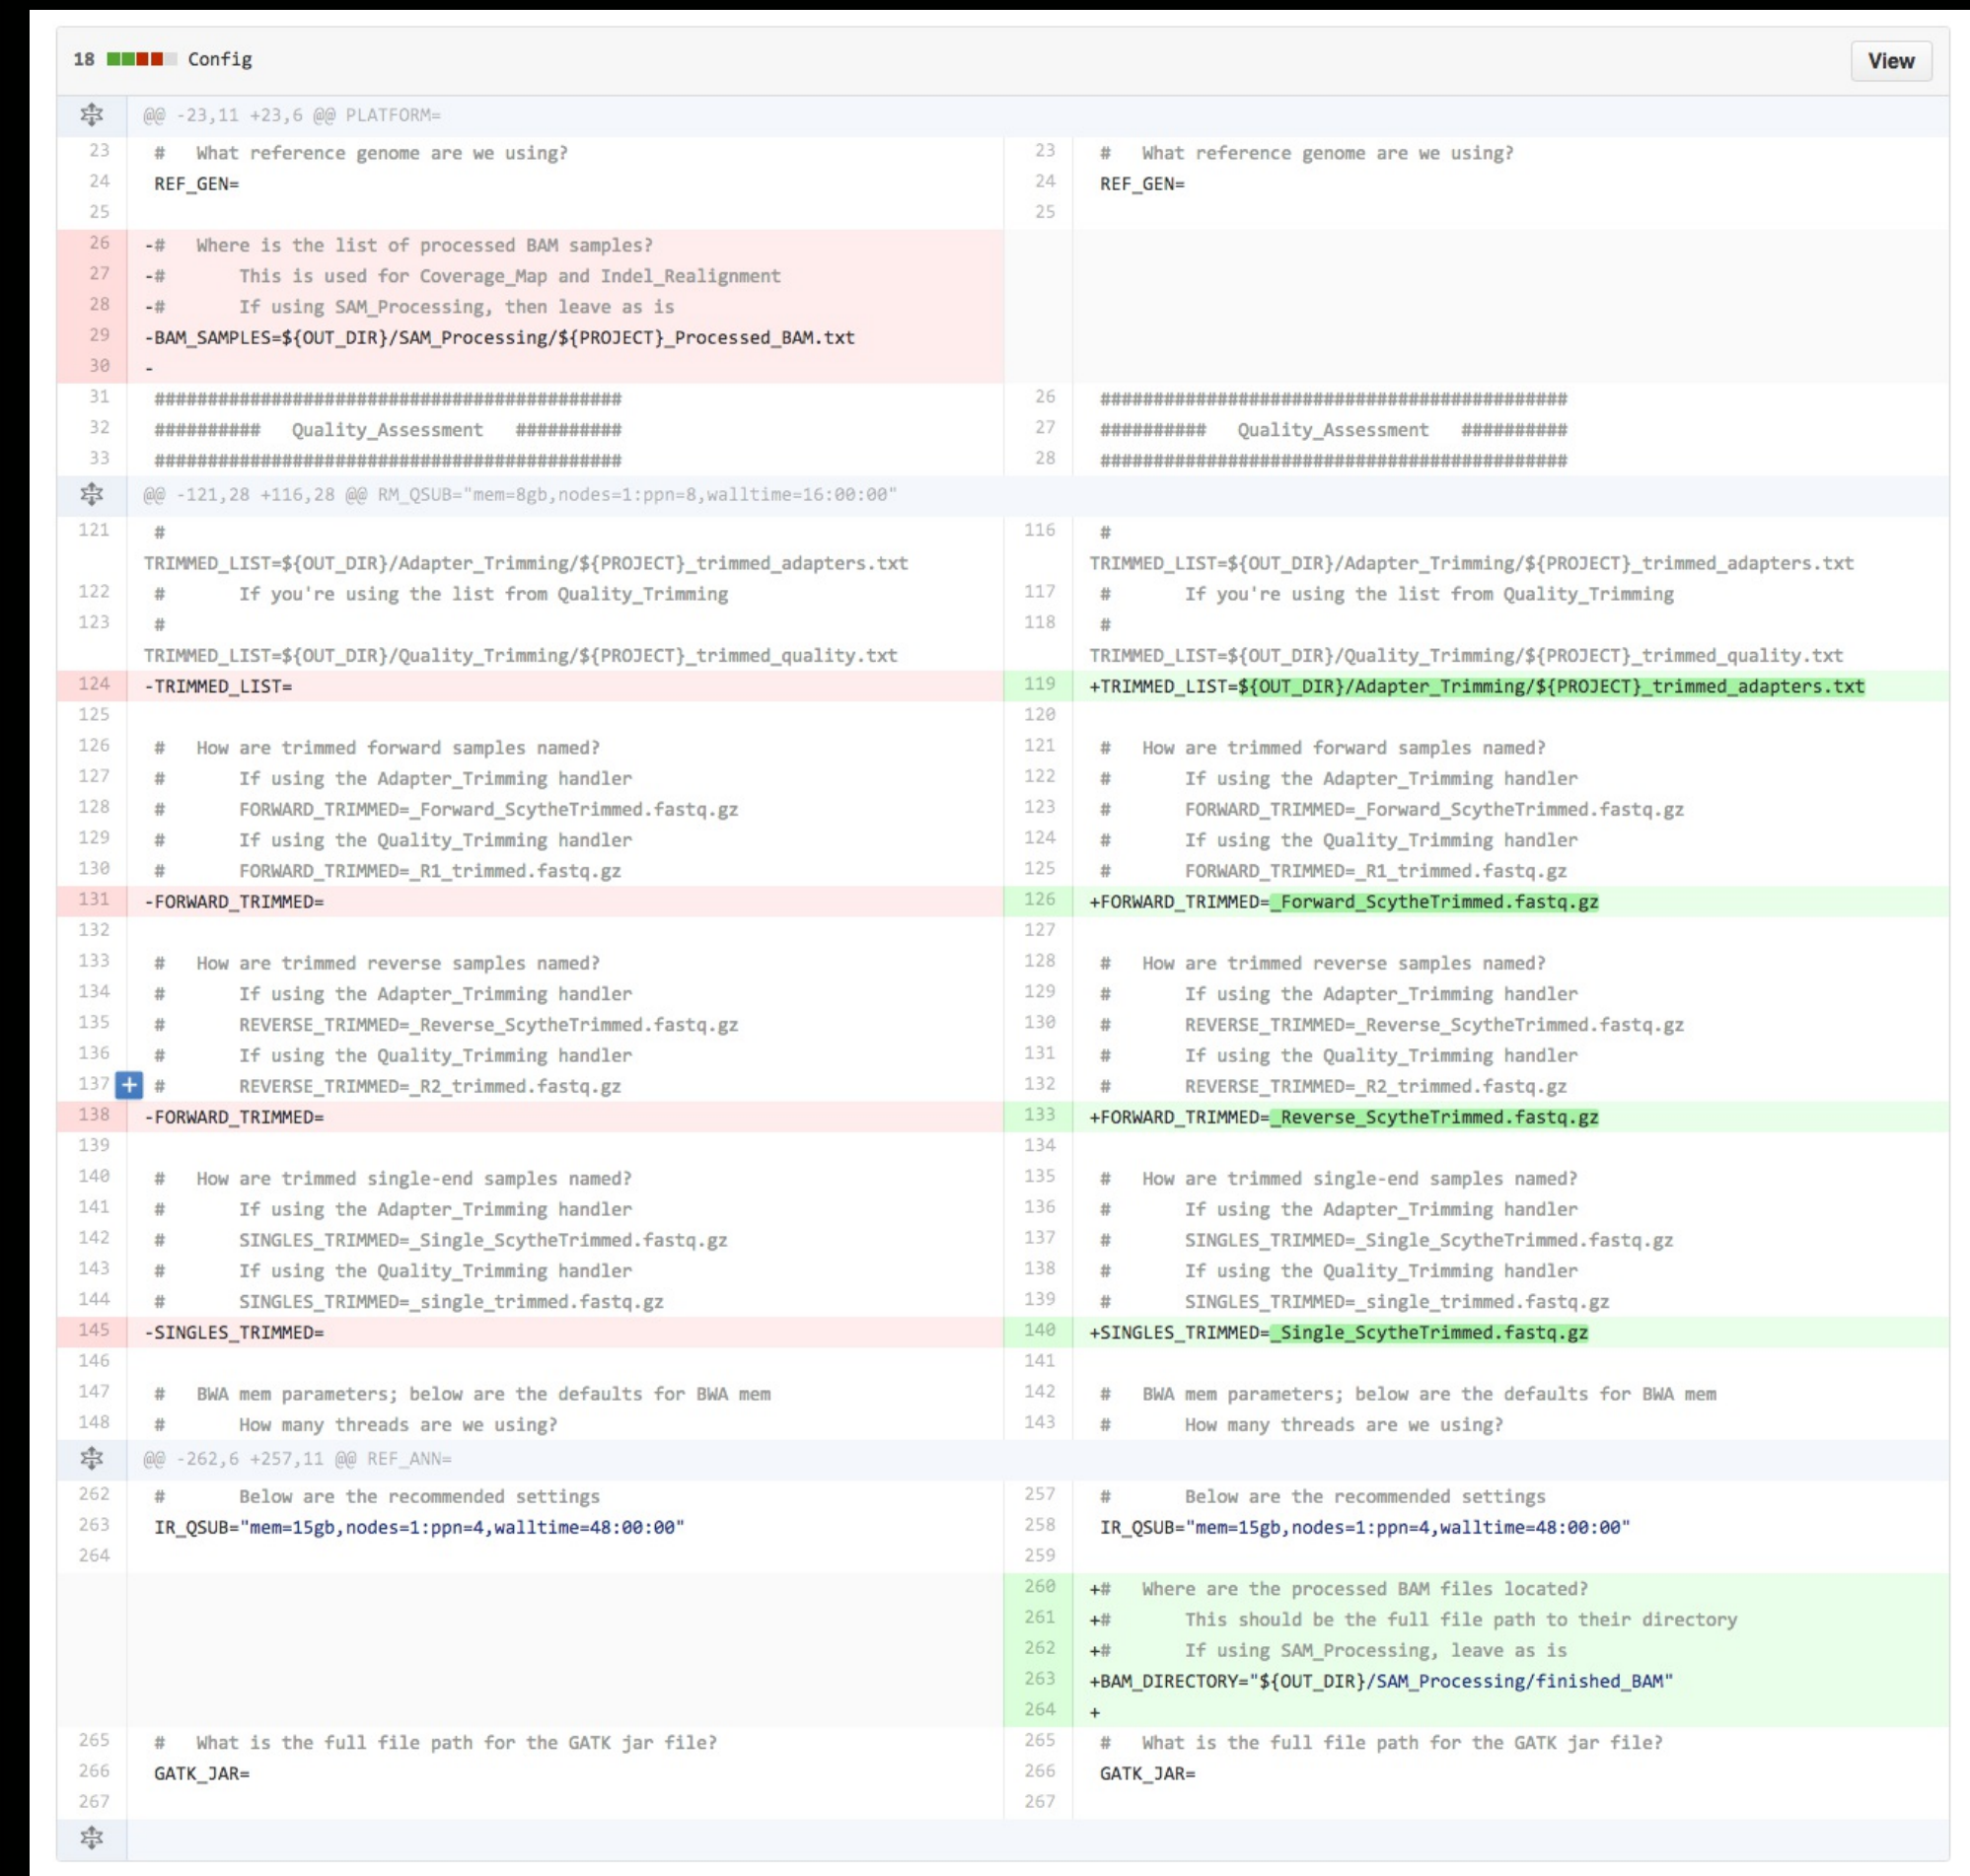 18 Config View
@@ -23,11 +23,6 @@ PLATFORM=
23 # What reference genome are we using? 23 # What reference genome are we using?
24 REF_GEN= 24 REF_GEN=
25 25
26 -# Where is the list of processed BAM samples?
27 -# This is used for Coverage_Map and Indel_Realignment
28 -# If using SAM_Processing, then leave as is
29 -BAM_SAMPLES=${OUT_DIR}/SAM_Processing/${PROJECT}_Processed_BAM.txt
30 -
31 ############################################ 26 ############################################
32 ########## Quality_Assessment ########## 27 ########## Quality_Assessment ##########
33 ############################################ 28 ############################################
@@ -121,28 +116,28 @@ RM_QSUB="mem=8gb,nodes=1:ppn=8,walltime=16:00:00"
121 # 116 #
TRIMMED_LIST=${OUT_DIR}/Adapter_Trimming/${PROJECT}_trimmed_adapters.txt TRIMMED_LIST=${OUT_DIR}/Adapter_Trimming/${PROJECT}_trimmed_adapters.txt
122 # If you're using the list from Quality_Trimming 117 # If you're using the list from Quality_Trimming
123 # 118 #
TRIMMED_LIST=${OUT_DIR}/Quality_Trimming/${PROJECT}_trimmed_quality.txt TRIMMED_LIST=${OUT_DIR}/Quality_Trimming/${PROJECT}_trimmed_quality.txt
124 -TRIMMED_LIST= 119 +TRIMMED_LIST=${OUT_DIR}/Adapter_Trimming/${PROJECT}_trimmed_adapters.txt
125 120
126 # How are trimmed forward samples named? 121 # How are trimmed forward samples named?
127 # If using the Adapter_Trimming handler 122 # If using the Adapter_Trimming handler
128 # FORWARD_TRIMMED=_Forward_ScytheTrimmed.fastq.gz 123 # FORWARD_TRIMMED=_Forward_ScytheTrimmed.fastq.gz
129 # If using the Quality_Trimming handler 124 # If using the Quality_Trimming handler
130 # FORWARD_TRIMMED=_R1_trimmed.fastq.gz 125 # FORWARD_TRIMMED=_R1_trimmed.fastq.gz
131 -FORWARD_TRIMMED= 126 +FORWARD_TRIMMED=_Forward_ScytheTrimmed.fastq.gz
132 127
133 # How are trimmed reverse samples named? 128 # How are trimmed reverse samples named?
134 # If using the Adapter_Trimming handler 129 # If using the Adapter_Trimming handler
135 # REVERSE_TRIMMED=_Reverse_ScytheTrimmed.fastq.gz 130 # REVERSE_TRIMMED=_Reverse_ScytheTrimmed.fastq.gz
136 # If using the Quality_Trimming handler 131 # If using the Quality_Trimming handler
137 + # REVERSE_TRIMMED=_R2_trimmed.fastq.gz 132 # REVERSE_TRIMMED=_R2_trimmed.fastq.gz
138 -FORWARD_TRIMMED= 133 +FORWARD_TRIMMED=_Reverse_ScytheTrimmed.fastq.gz
139 134
140 # How are trimmed single-end samples named? 135 # How are trimmed single-end samples named?
141 # If using the Adapter_Trimming handler 136 # If using the Adapter_Trimming handler
142 # SINGLES_TRIMMED=_Single_ScytheTrimmed.fastq.gz 137 # SINGLES_TRIMMED=_Single_ScytheTrimmed.fastq.gz
143 # If using the Quality_Trimming handler 138 # If using the Quality_Trimming handler
144 # SINGLES_TRIMMED=_single_trimmed.fastq.gz 139 # SINGLES_TRIMMED=_single_trimmed.fastq.gz
145 -SINGLES_TRIMMED= 140 +SINGLES_TRIMMED=_Single_ScytheTrimmed.fastq.gz
146 141
147 # BWA mem parameters; below are the defaults for BWA mem 142 # BWA mem parameters; below are the defaults for BWA mem
148 # How many threads are we using? 143 # How many threads are we using?
@@ -262,6 +257,11 @@ REF_ANN=
262 # Below are the recommended settings 257 # Below are the recommended settings
263 IR_QSUB="mem=15gb,nodes=1:ppn=4,walltime=48:00:00" 258 IR_QSUB="mem=15gb,nodes=1:ppn=4,walltime=48:00:00"
264 259
260 +# Where are the processed BAM files located?
261 +# This should be the full file path to their directory
262 +# If using SAM_Processing, leave as is
263 +BAM_DIRECTORY="${OUT_DIR}/SAM_Processing/finished_BAM"
264 +
265 # What is the full file path for the GATK jar file? 265 # What is the full file path for the GATK jar file?
266 GATK_JAR= 266 GATK_JAR=
267 267